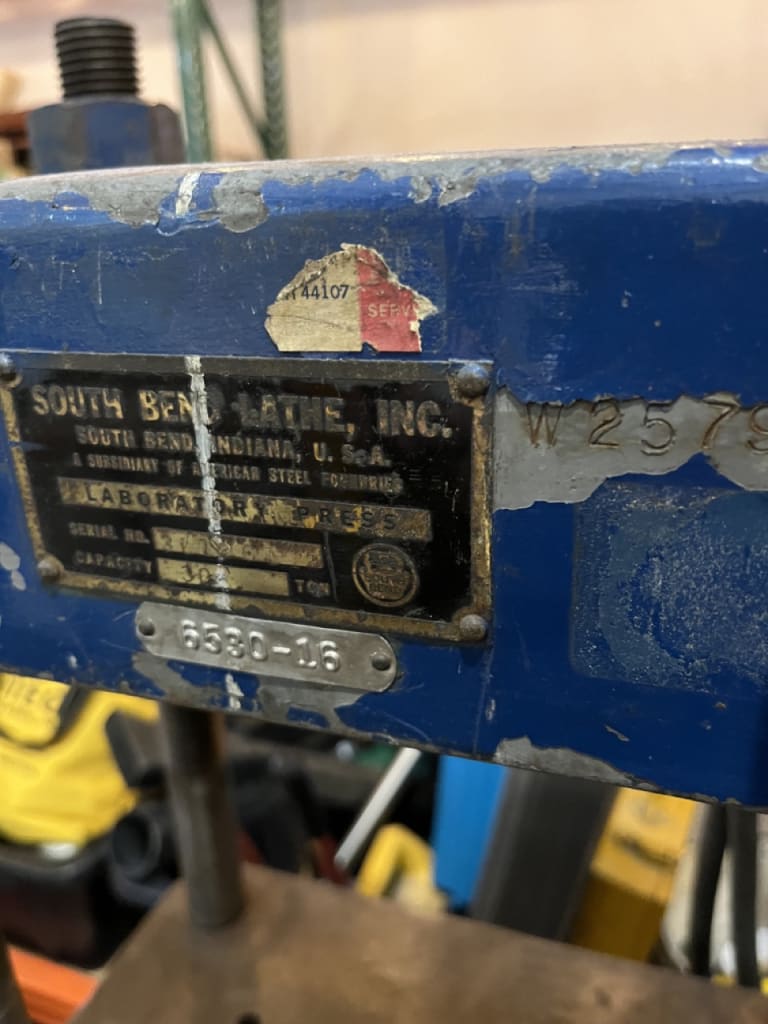 44107
SERV
SOUTH BEND LATHE, INC.
SOUTH BEND, INDIANA, U. S. A.
A SUBSIDIARY OF AMERICAN STEEL FOUNDRIES
LABORATORY PRESS
SERIAL NO.
CAPACITY
TON
6530-16
W 2579